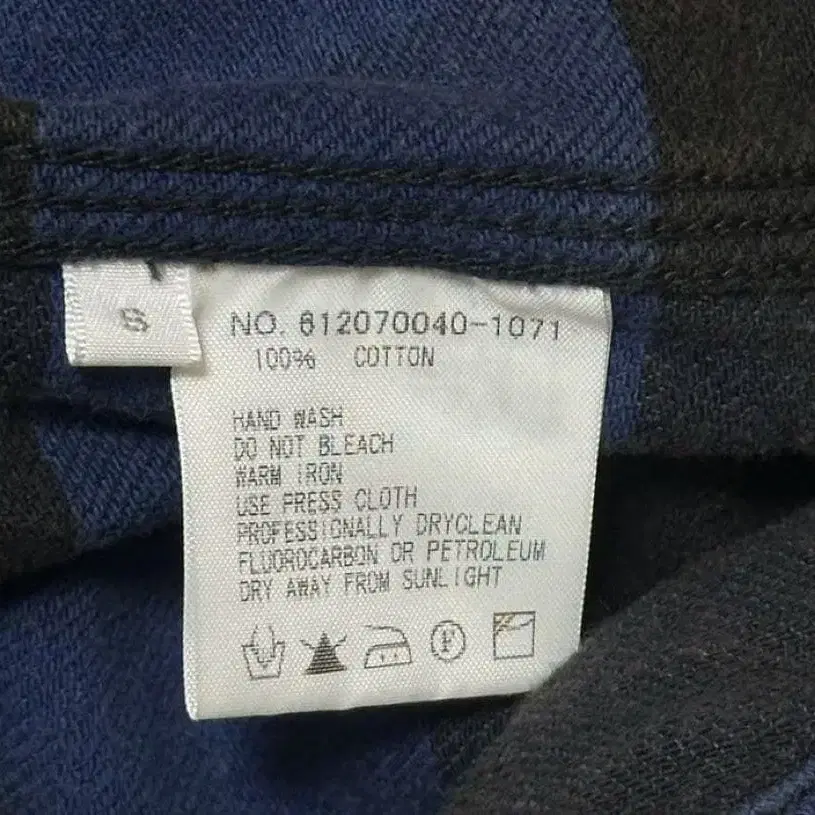 S
NO. 612070040-1071
100% COTTON
HAND WASH
DO NOT BLEACH
WARM IRON
USE PRESS CLOTH
PROFESSIONALLY DRYCLEAN
FLUOROCARBON OR PETROLEUM
DRY AWAY FROM SUNLIGHT
F